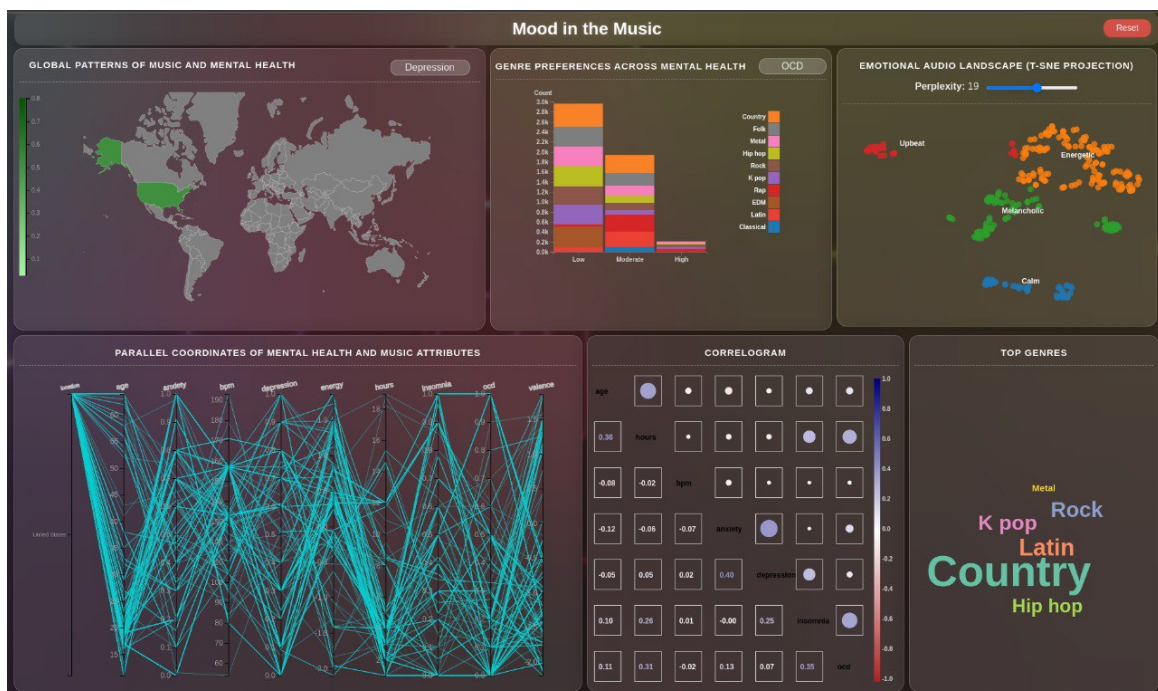 Mood in the Music
Reset
GLOBAL PATTERNS OF MUSIC AND MENTAL HEALTH
Depression
0.8
0.7
0.6
0.5
0.4
0.3
0.2
0.1
GENRE PREFERENCES ACROSS MENTAL HEALTH
OCD
Count
3.0k
2.8k
2.6k
2.4k
2.2k
2.0k
1.8k
1.6k
1.4k
1.2k
1.0k
0.8k
0.6k
0.4k
0.2k
0.0k
Low Moderate High
Country
Folk
Metal
Hip hop
Rock
K pop
Rap
EDM
Latin
Classical
EMOTIONAL AUDIO LANDSCAPE (T-SNE PROJECTION)
Perplexity: 19
Upbeat
Energetic
Melancholic
Calm
PARALLEL COORDINATES OF MENTAL HEALTH AND MUSIC ATTRIBUTES
age anxiety bpm depression energy hours insomnia ocd valence
United States
CORRELOGRAM
age
0.36 hours
-0.08 -0.02 bpm
-0.12 -0.06 -0.07 anxiety
-0.05 0.05 0.02 0.40 depression
0.10 0.26 0.01 -0.00 0.25 insomnia
0.11 0.31 -0.02 0.13 0.07 0.35 ocd
1.0
0.8
0.6
0.4
0.2
0.0
-0.2
-0.4
-0.6
-0.8
-1.0
TOP GENRES
Metal
Rock
K pop
Latin
Country
Hip hop